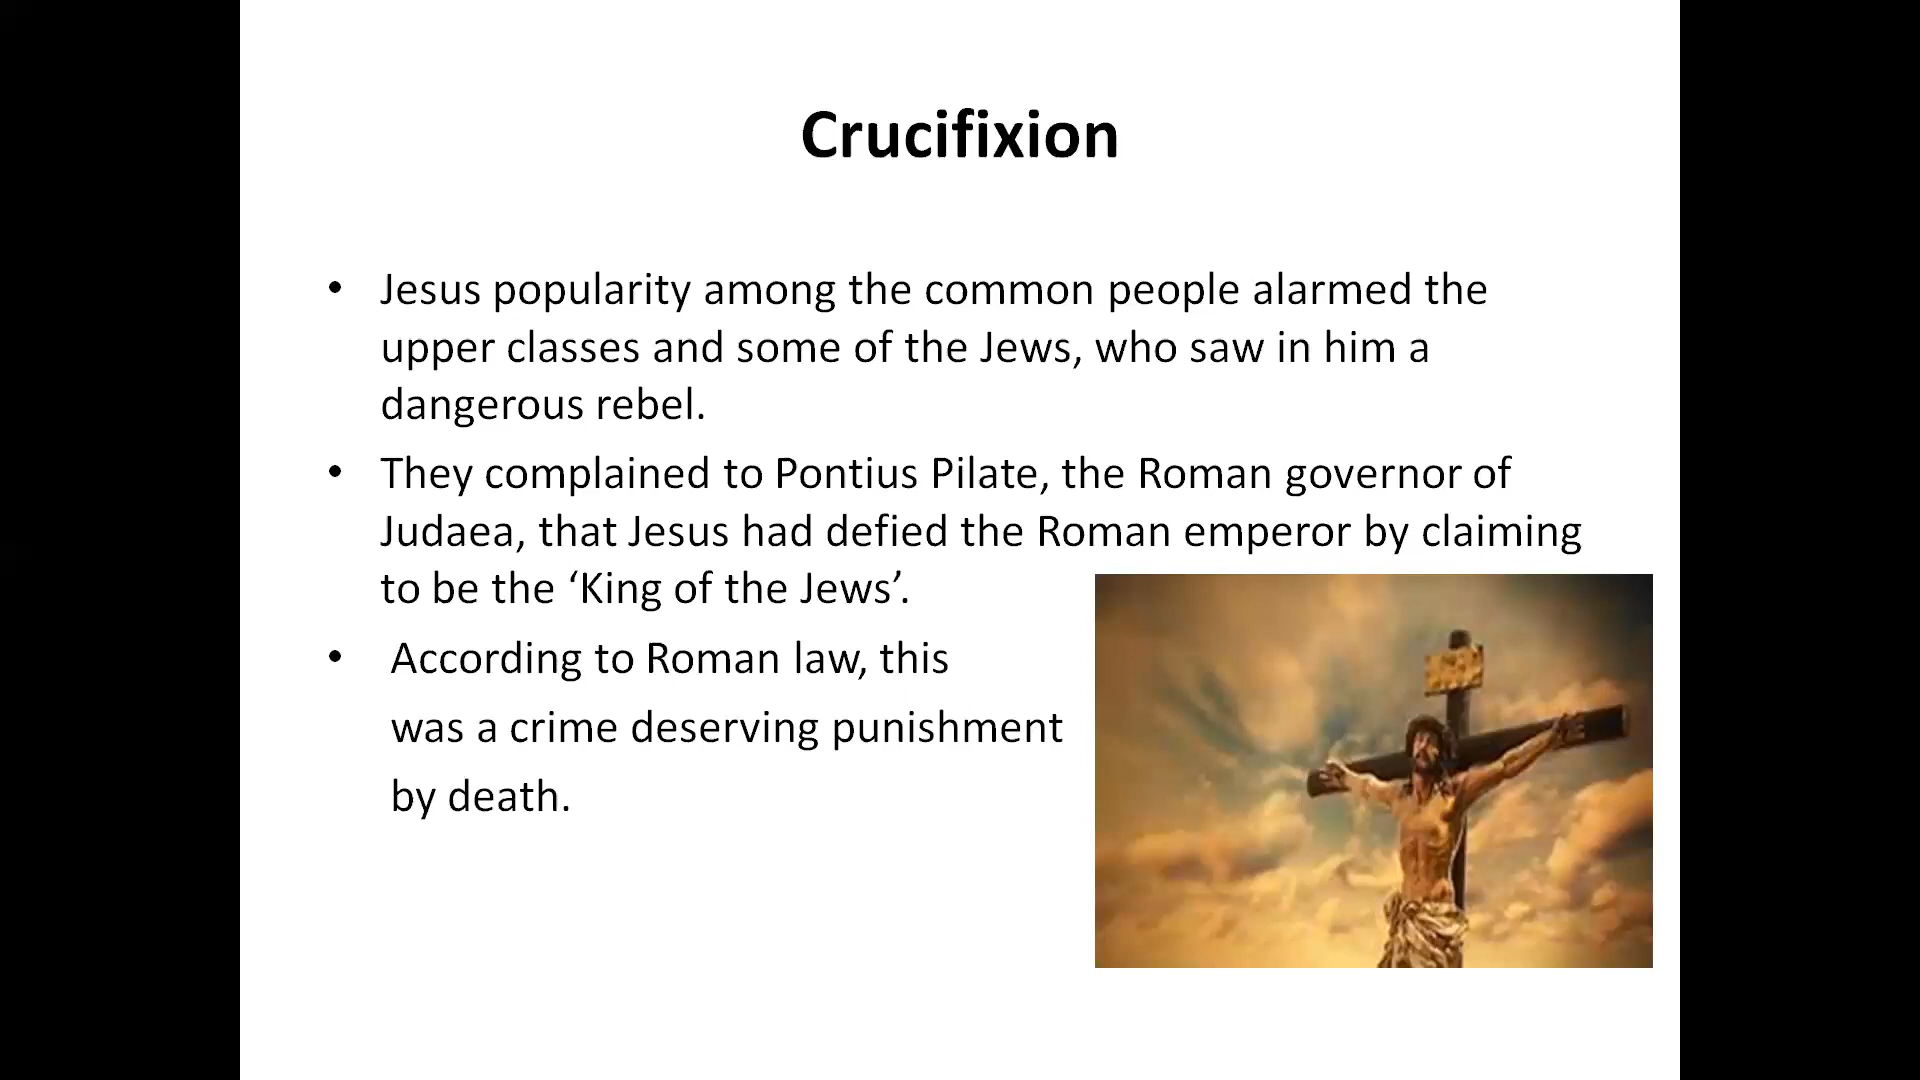 Crucifixion
• Jesus popularity among the common people alarmed the
upper classes and some of the Jews, who saw in him a
dangerous rebel.
• They complained to Pontius Pilate, the Roman governor of
Judaea, that Jesus had defied the Roman emperor by claiming
to be the ‘King of the Jews’.
• According to Roman law, this
was a crime deserving punishment
by death.